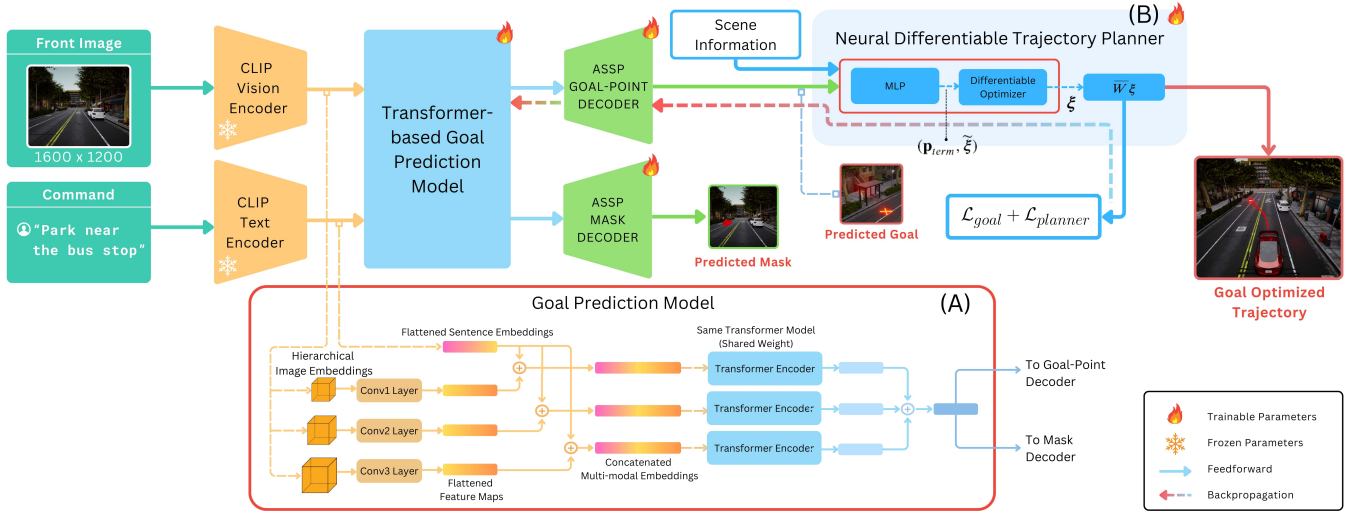 Front Image
1600 x 1200
Command
"Park near
the bus stop"
CLIP
Vision
Encoder
CLIP
Text
Encoder
Transformer-
based Goal
Prediction
Model
ASSP
GOAL-POINT
DECODER
ASSP
MASK
DECODER
Predicted Mask
Scene
Information
(B)
Neural Differentiable Trajectory Planner
MLP
Differentiable
Optimizer
ξ
W̅ ξ
(p_term, ξ̃)
Predicted Goal
ℒ_goal + ℒ_planner
Goal Optimized
Trajectory
Goal Prediction Model
(A)
Flattened Sentence Embeddings
Same Transformer Model
(Shared Weight)
Hierarchical
Image Embeddings
Conv1 Layer
Conv2 Layer
Conv3 Layer
Flattened
Feature Maps
Concatenated
Multi-modal Embeddings
Transformer Encoder
Transformer Encoder
Transformer Encoder
To Goal-Point
Decoder
To Mask
Decoder
Trainable Parameters
Frozen Parameters
Feedforward
Backpropagation